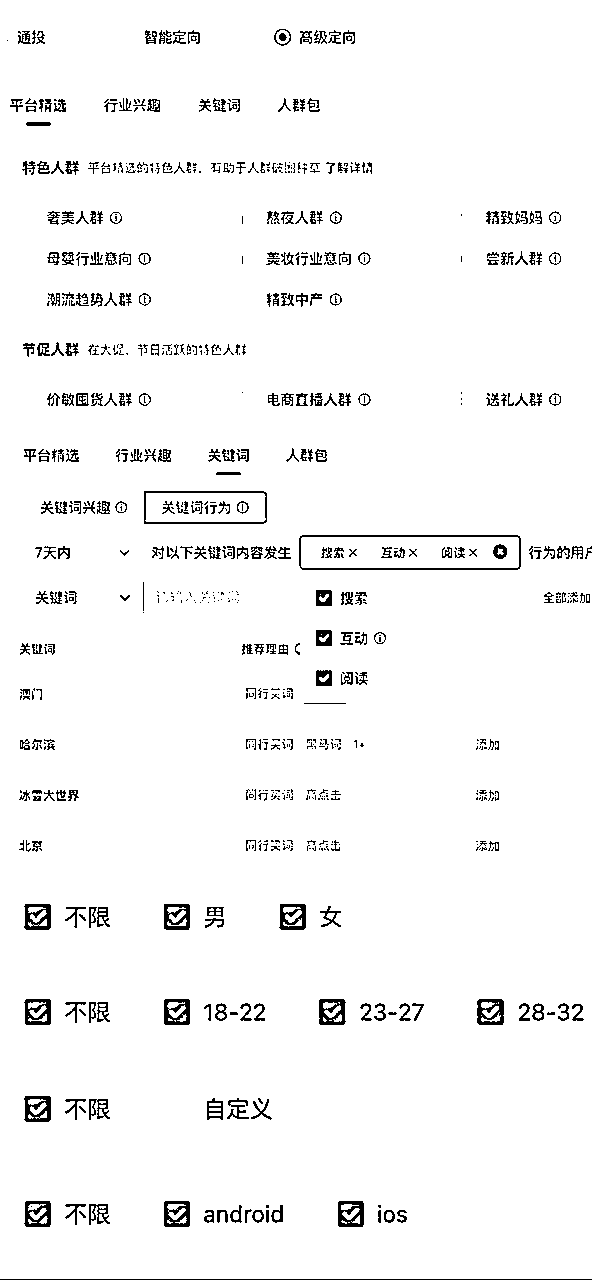 通投 智能定向 高级定向
平台精选 行业兴趣 关键词 人群包
特色人群 平台精选的特色人群，有助于人群破圈种草 了解详情
奢美人群 熬夜人群 精致妈妈
母婴行业意向 美妆行业意向 尝新人群
潮流趋势人群 精致中产
节促人群 在大促、节日活跃的特色人群
价敏囤货人群 电商直播人群 送礼人群
平台精选 行业兴趣 关键词 人群包
关键词兴趣 关键词行为
7天内 对以下关键词内容发生 搜索 × 互动 × 阅读 × 行为的用户
关键词 请输入关键词 搜索 全部添加
互动
关键词 推荐理由
阅读
澳门 同行买词
哈尔滨 同行买词 黑马词 1+ 添加
冰雪大世界 同行买词 高点击 添加
北京 同行买词 高点击 添加
不限 男 女
不限 18-22 23-27 28-32
不限 自定义
不限 android ios